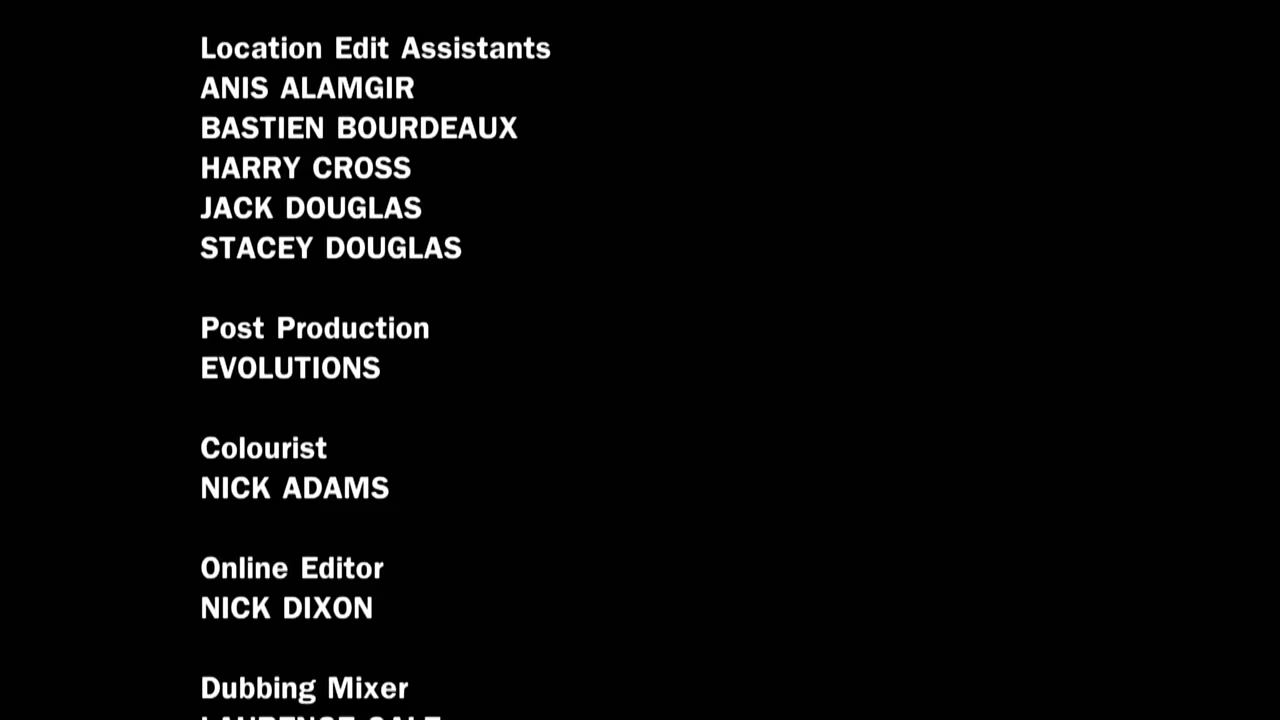 Location Edit Assistants
ANIS ALAMGIR
BASTIEN BOURDEAUX
HARRY CROSS
JACK DOUGLAS
STACEY DOUGLAS
Post Production
EVOLUTIONS
Colourist
NICK ADAMS
Online Editor
NICK DIXON
Dubbing Mixer